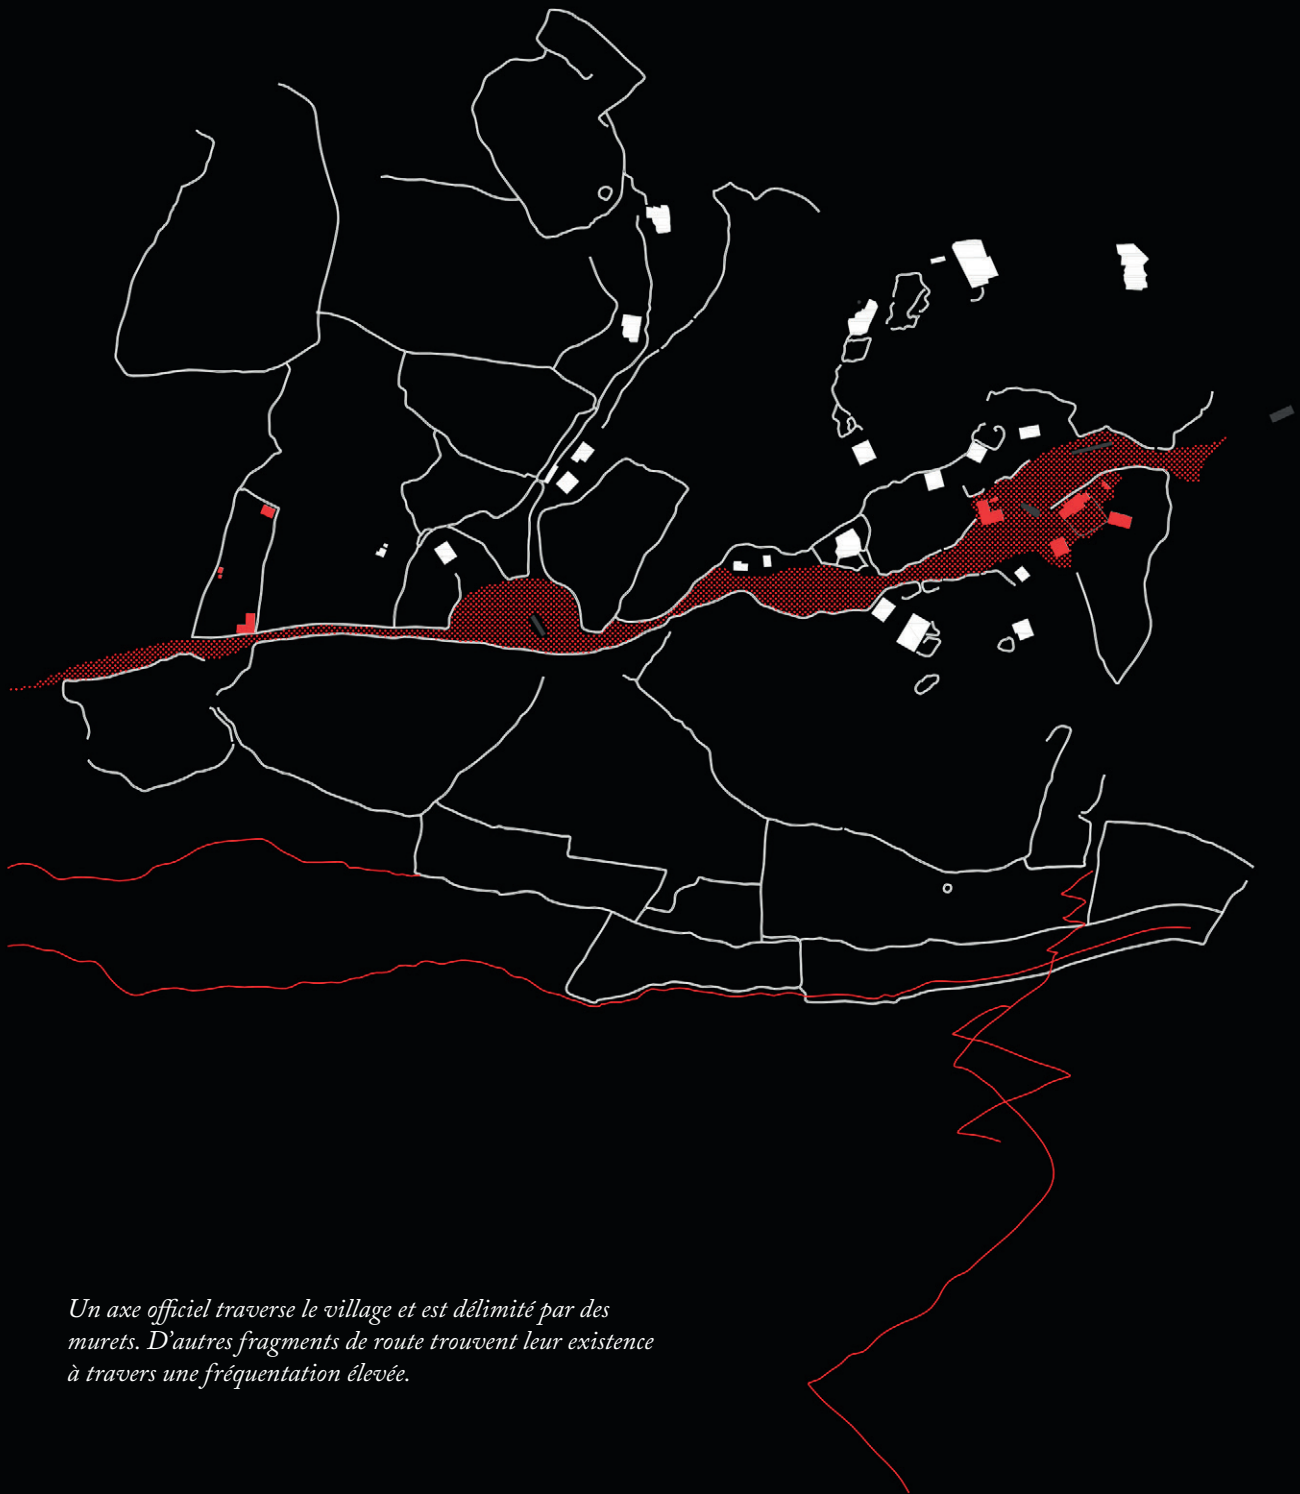 Un axe officiel traverse le village et est délimité par des
murets. D’autres fragments de route trouvent leur existence
à travers une fréquentation élevée.